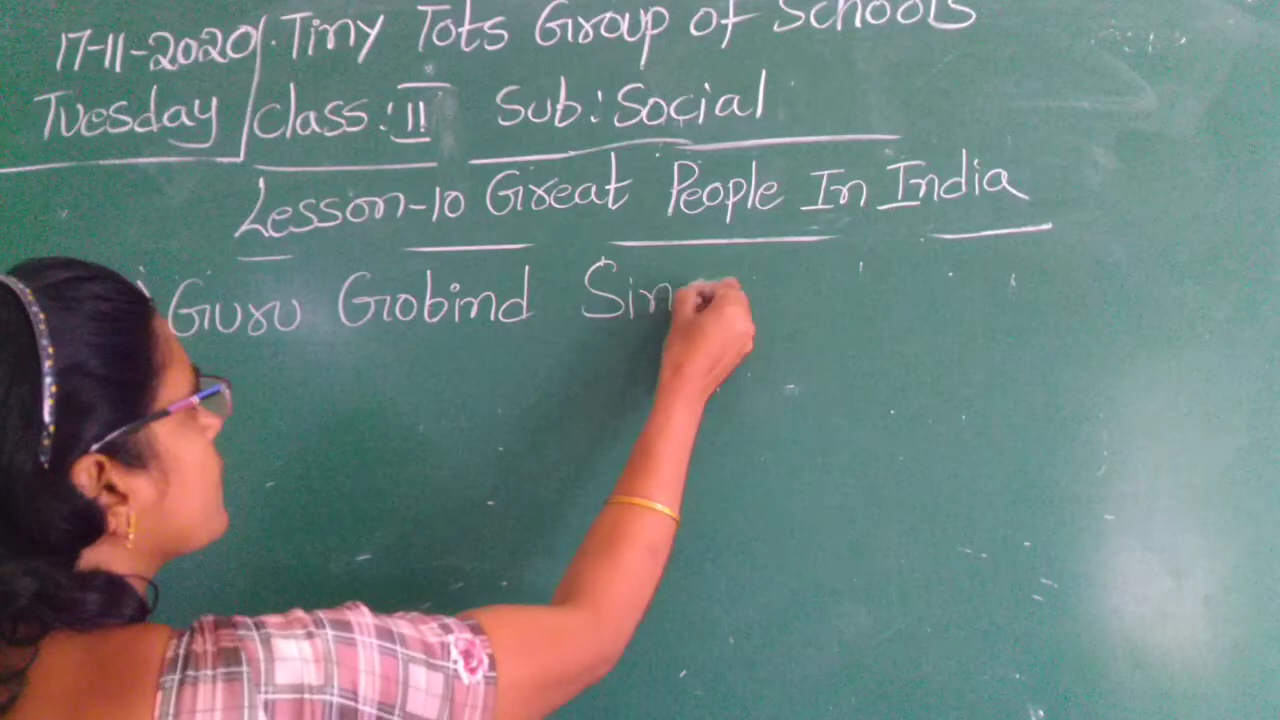 17-11-2020 Tiny Tots Group of Schools
Tuesday class: II Sub: Social
Lesson-10 Great People In India
Guru Gobind Sin